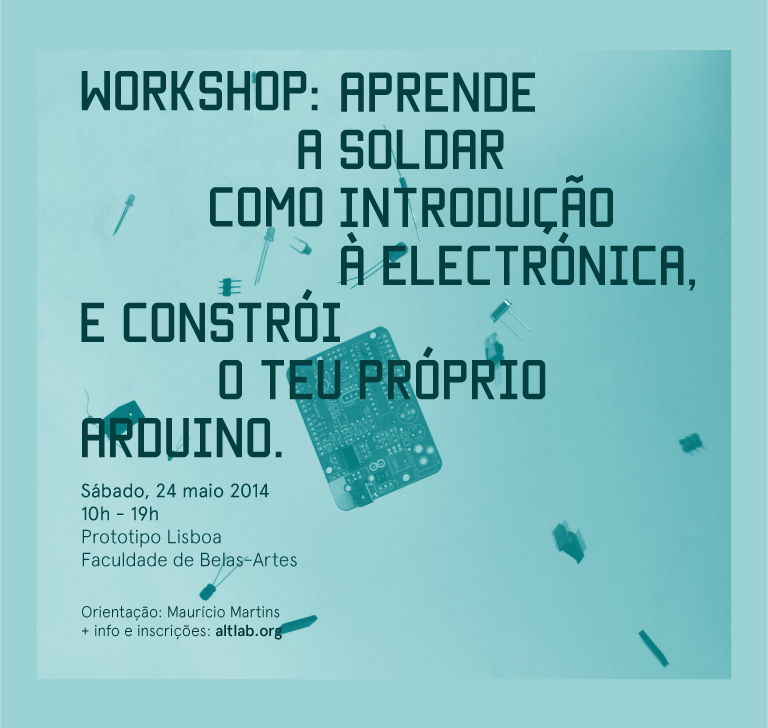 WORKSHOP: APRENDE
A SOLDAR
COMO INTRODUÇÃO
À ELECTRÓNICA,
E CONSTRÓI
O TEU PRÓPRIO
ARDUINO.
Sábado, 24 maio 2014
10h - 19h
Prototipo Lisboa
Faculdade de Belas-Artes
Orientação: Maurício Martins
+ info e inscrições: altlab.org